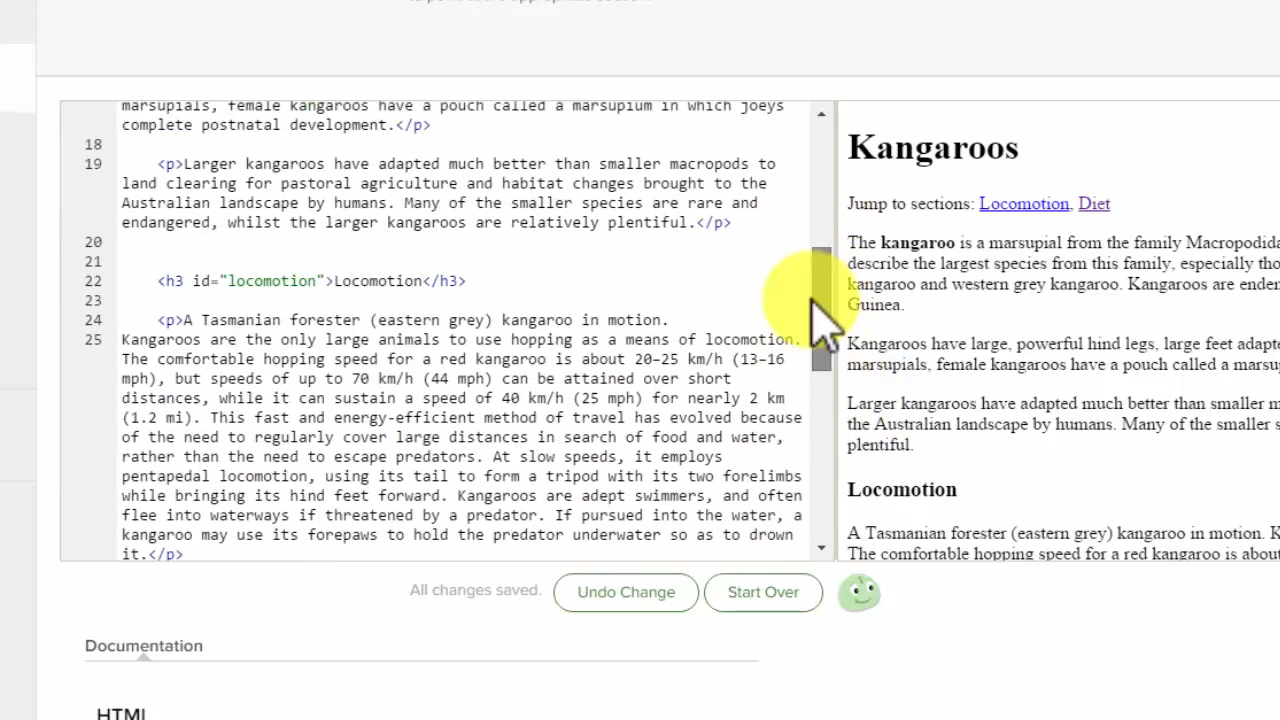 marsupials, female kangaroos have a pouch called a marsupium in which joeys
complete postnatal development.</p>
18
19 <p>Larger kangaroos have adapted much better than smaller macropods to
land clearing for pastoral agriculture and habitat changes brought to the
Australian landscape by humans. Many of the smaller species are rare and
endangered, whilst the larger kangaroos are relatively plentiful.</p>
20
21
22 <h3 id="locomotion">Locomotion</h3>
23
24 <p>A Tasmanian forester (eastern grey) kangaroo in motion.
25 Kangaroos are the only large animals to use hopping as a means of locomotion.
The comfortable hopping speed for a red kangaroo is about 20–25 km/h (13–16
mph), but speeds of up to 70 km/h (44 mph) can be attained over short
distances, while it can sustain a speed of 40 km/h (25 mph) for nearly 2 km
(1.2 mi). This fast and energy-efficient method of travel has evolved because
of the need to regularly cover large distances in search of food and water,
rather than the need to escape predators. At slow speeds, it employs
pentapedal locomotion, using its tail to form a tripod with its two forelimbs
while bringing its hind feet forward. Kangaroos are adept swimmers, and often
flee into waterways if threatened by a predator. If pursued into the water, a
kangaroo may use its forepaws to hold the predator underwater so as to drown
it.</p>
Kangaroos
Jump to sections: Locomotion, Diet
The kangaroo is a marsupial from the family Macropodida
describe the largest species from this family, especially tho
kangaroo and western grey kangaroo. Kangaroos are ender
Guinea.
Kangaroos have large, powerful hind legs, large feet adapte
marsupials, female kangaroos have a pouch called a marsu
Larger kangaroos have adapted much better than smaller m
the Australian landscape by humans. Many of the smaller s
plentiful.
Locomotion
A Tasmanian forester (eastern grey) kangaroo in motion. K
The comfortable hopping speed for a red kangaroo is about
All changes saved.
Undo Change
Start Over
Documentation
HTML